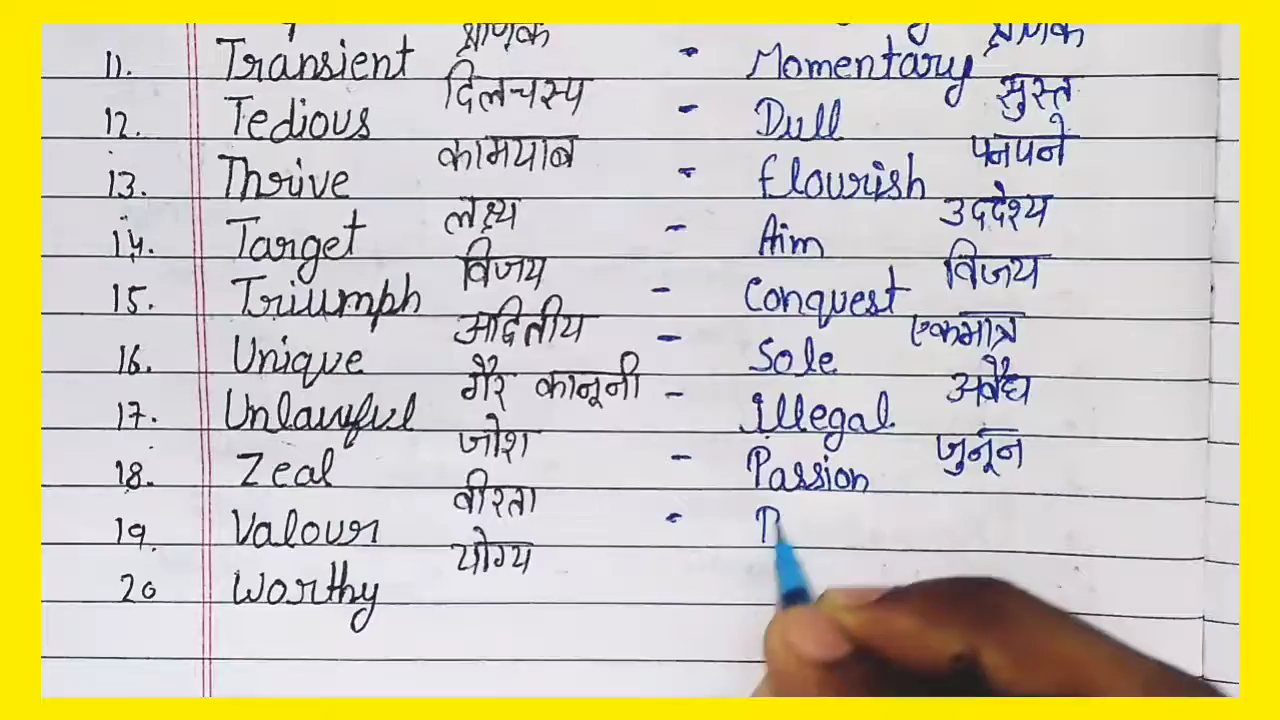 11. Transient क्षणिक - Momentary क्षणिक
12. Tedious दिलचस्प - Dull सुस्त
13. Thrive कामयाब - flourish पनपने
14. Target लक्ष्य - Aim उददेश्य
15. Triumph विजय - Conquest विजय
16. Unique अद्वितीय - Sole एकमात्र
17. Unlawful गैर कानूनी - Illegal अवैध
18. Zeal जोश - Passion जुनून
19. Valour वीरता -
20 Worthy योग्य